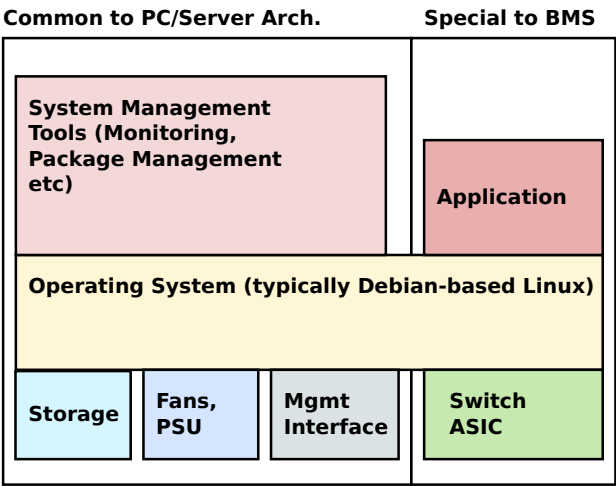 Common to PC/Server Arch.
Special to BMS
System Management
Tools (Monitoring,
Package Management
etc)
Application
Operating System (typically Debian-based Linux)
Storage
Fans,
PSU
Mgmt
Interface
Switch
ASIC